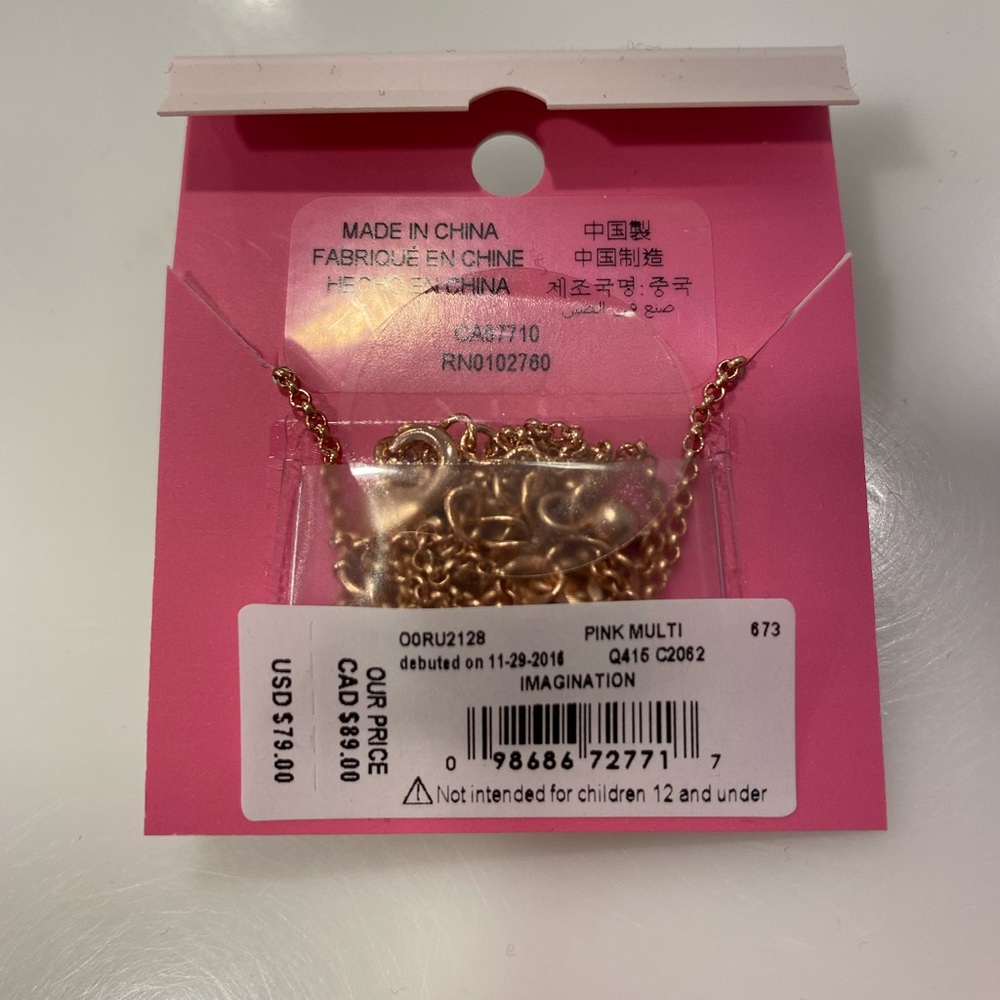 MADE IN CHINA
FABRIQUÉ EN CHINE
HECHO EN CHINA
中国製
中国制造
제조국명:중국
صنع في الصين
CA87710
RN0102760
O0RU2128 PINK MULTI 673
debuted on 11-29-2016 Q415 C2062
IMAGINATION
0 98686 72771 7
⚠Not intended for children 12 and under
OUR PRICE
CAD $89.00
USD $79.00